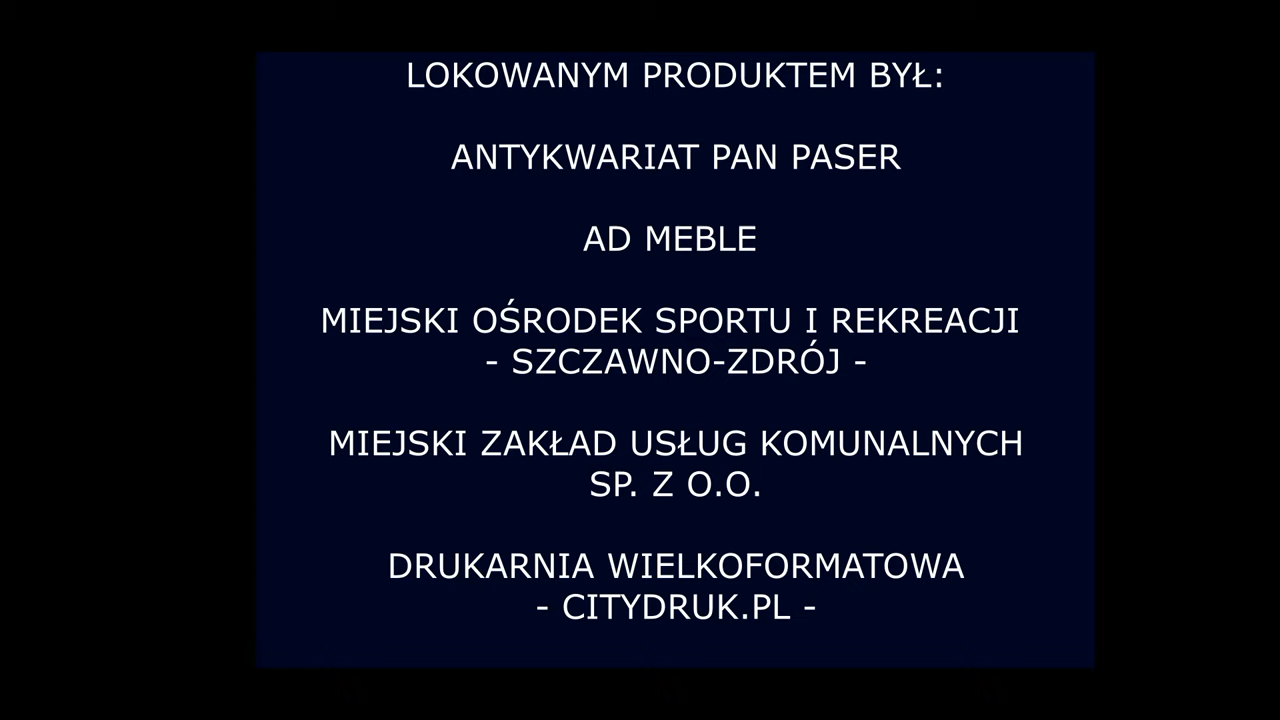 LOKOWANYM PRODUKTEM BYŁ:
ANTYKWARIAT PAN PASER
AD MEBLE
MIEJSKI OŚRODEK SPORTU I REKREACJI
- SZCZAWNO-ZDRÓJ -
MIEJSKI ZAKŁAD USŁUG KOMUNALNYCH
SP. Z O.O.
DRUKARNIA WIELKOFORMATOWA
- CITYDRUK.PL -